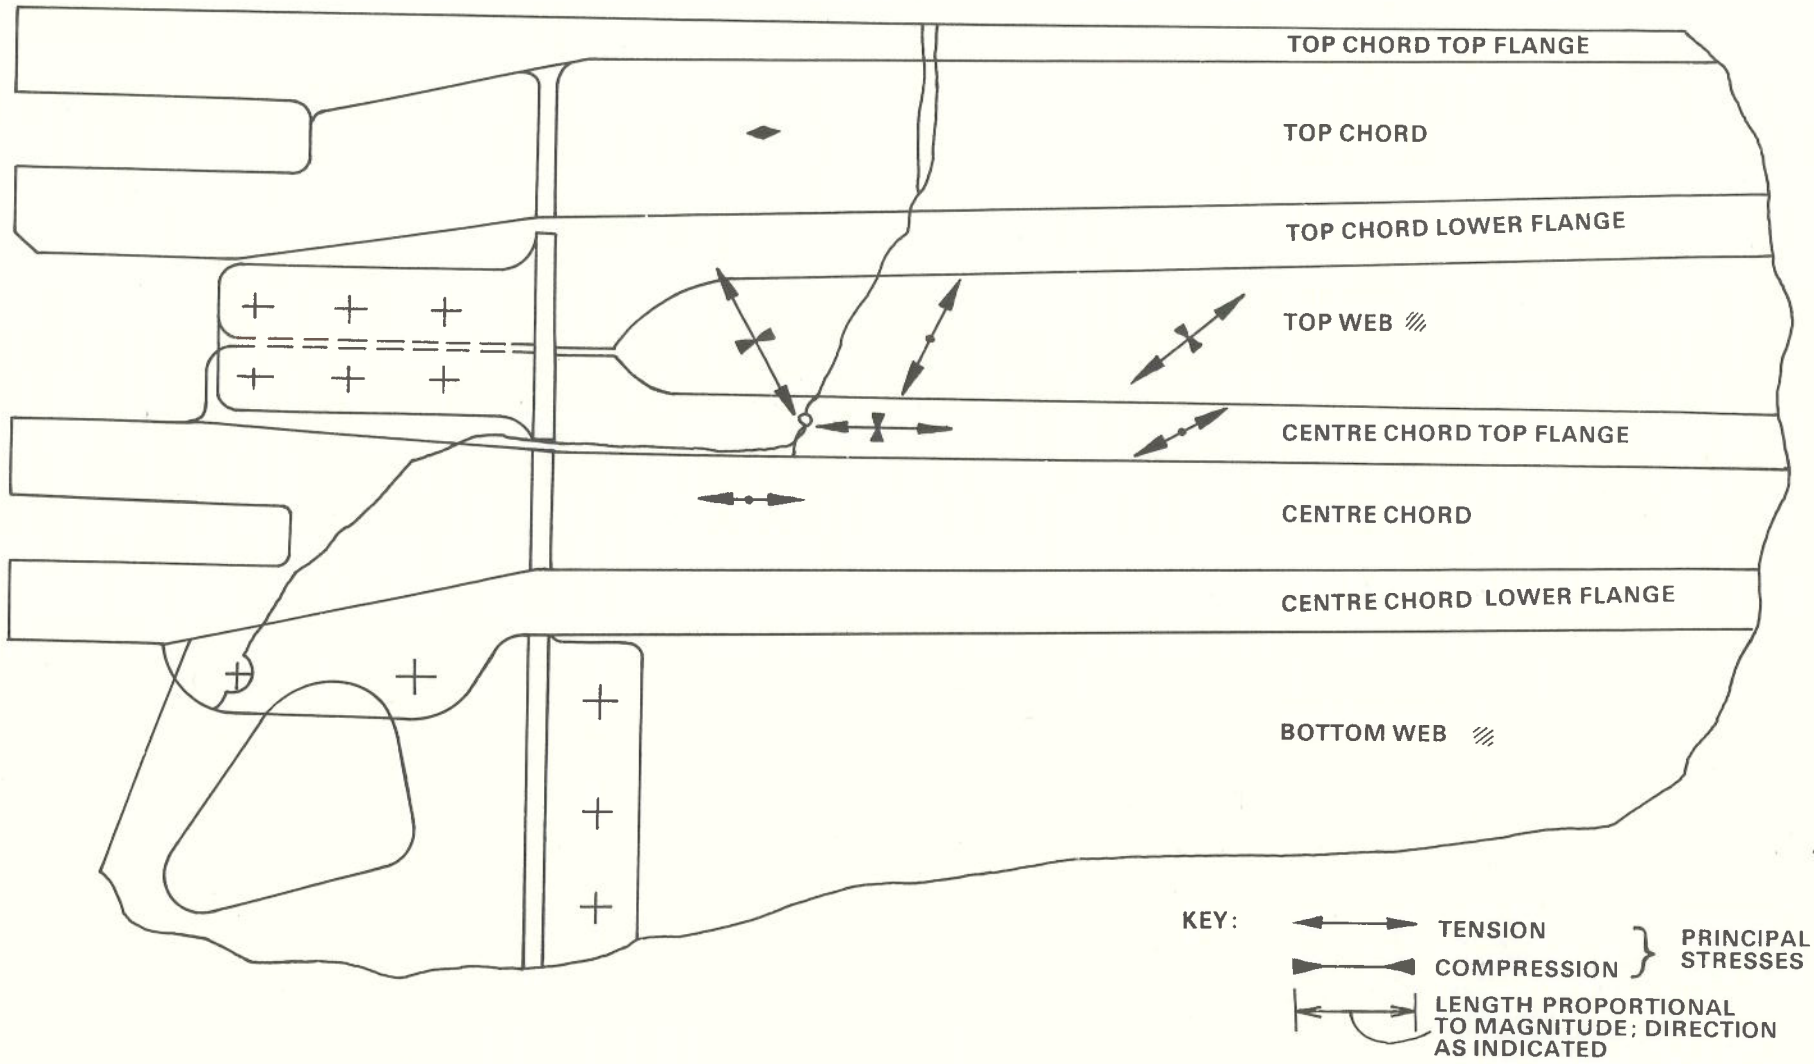 TOP CHORD TOP FLANGE
TOP CHORD
TOP CHORD LOWER FLANGE
TOP WEB
CENTRE CHORD TOP FLANGE
CENTRE CHORD
CENTRE CHORD LOWER FLANGE
BOTTOM WEB
KEY:
TENSION
COMPRESSION
PRINCIPAL
STRESSES
LENGTH PROPORTIONAL
TO MAGNITUDE; DIRECTION
AS INDICATED